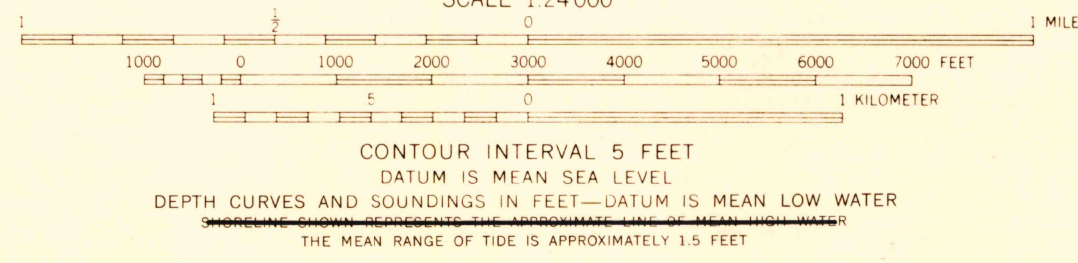 SCALE 1:24 000
1 ½ 0 1 MILE
1000 0 1000 2000 3000 4000 5000 6000 7000 FEET
1 .5 0 1 KILOMETER
CONTOUR INTERVAL 5 FEET
DATUM IS MEAN SEA LEVEL
DEPTH CURVES AND SOUNDINGS IN FEET—DATUM IS MEAN LOW WATER
SHORELINE SHOWN REPRESENTS THE APPROXIMATE LINE OF MEAN HIGH WATER
THE MEAN RANGE OF TIDE IS APPROXIMATELY 1.5 FEET